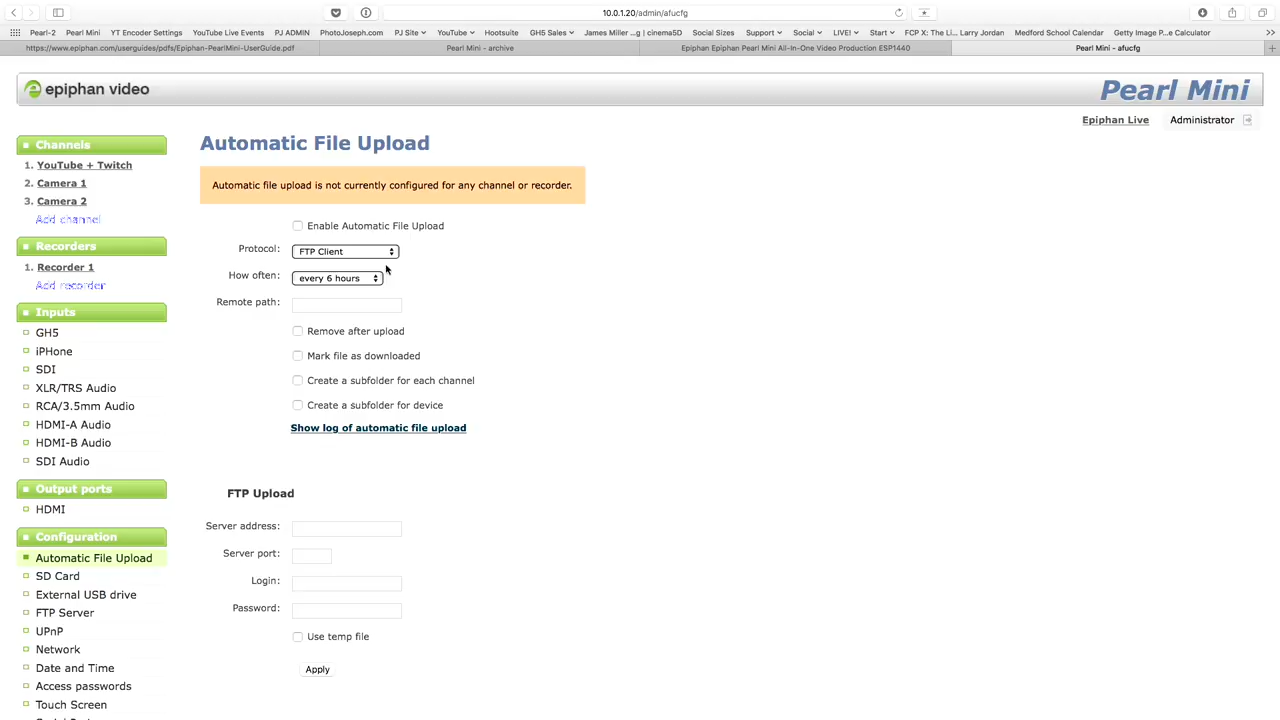 10.0.1.20/admin/afucfg
Pearl-2 Pearl Mini YT Encoder Settings YouTube Live Events PJ ADMIN PhotoJoseph.com PJ Site YouTube Hootsuite GH5 Sales James Miller ...g | cinema5D Social Sizes Support Social LIVE! Start FCP X: The Li... Larry Jordan Medford School Calendar Getty Image P...e Calculator
https://www.epiphan.com/userguides/pdfs/Epiphan-PearlMini-UserGuide.pdf Pearl Mini - archive Epiphan Epiphan Pearl Mini All-In-One Video Production ESP1440 Pearl Mini - afucfg
epiphan video Pearl Mini
Epiphan Live Administrator
Channels
1. YouTube + Twitch
2. Camera 1
3. Camera 2
Add channel
Recorders
1. Recorder 1
Add recorder
Inputs
GH5
iPhone
SDI
XLR/TRS Audio
RCA/3.5mm Audio
HDMI-A Audio
HDMI-B Audio
SDI Audio
Output ports
HDMI
Configuration
Automatic File Upload
SD Card
External USB drive
FTP Server
UPnP
Network
Date and Time
Access passwords
Touch Screen
Automatic File Upload
Automatic file upload is not currently configured for any channel or recorder.
Enable Automatic File Upload
Protocol: FTP Client
How often: every 6 hours
Remote path:
Remove after upload
Mark file as downloaded
Create a subfolder for each channel
Create a subfolder for device
Show log of automatic file upload
FTP Upload
Server address:
Server port:
Login:
Password:
Use temp file
Apply